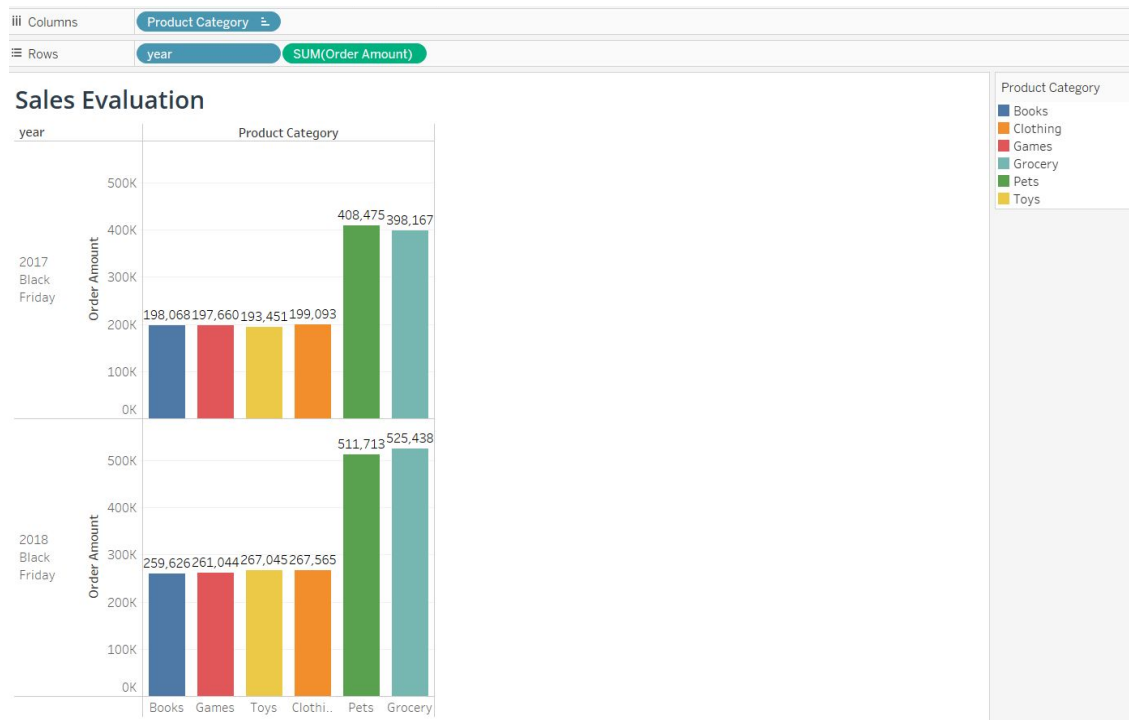 Columns
Product Category
Rows
year SUM(Order Amount)
Sales Evaluation
year Product Category
500K
400K
300K
200K
100K
0K
Order Amount
2017
Black
Friday
198,068 197,660 193,451 199,093 408,475 398,167
500K
400K
300K
200K
100K
0K
Order Amount
2018
Black
Friday
259,626 261,044 267,045 267,565 511,713 525,438
Books Games Toys Clothi.. Pets Grocery
Product Category
Books
Clothing
Games
Grocery
Pets
Toys